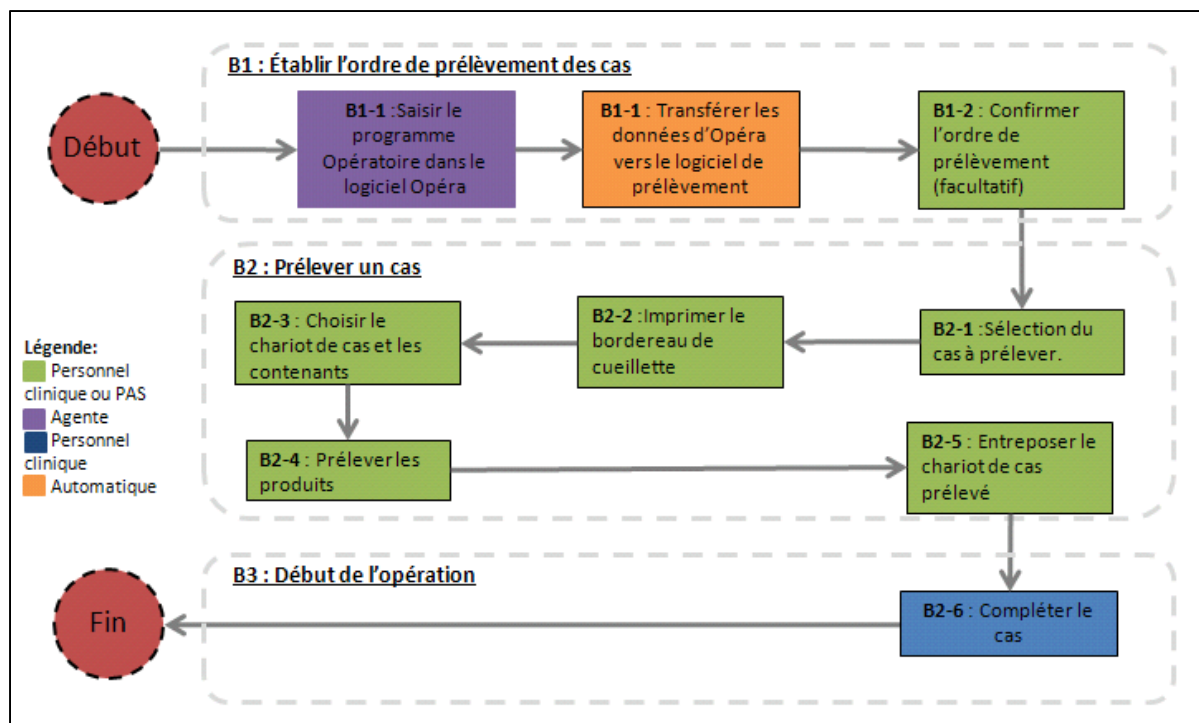 B1 : Établir l'ordre de prélèvement des cas
Début
B1-1 :Saisir le
programme
Opératoire dans le
logiciel Opéra
B1-1 : Transférer les
données d'Opéra
vers le logiciel de
prélèvement
B1-2 : Confirmer
l'ordre de
prélèvement
(facultatif)
B2 : Prélever un cas
B2-1 :Sélection du
cas à prélever.
B2-2 :Imprimer le
bordereau de
cueillette
B2-3 : Choisir le
chariot de cas et les
contenants
B2-4 : Prélever les
produits
B2-5 : Entreposer le
chariot de cas
prélevé
Légende:
Personnel
clinique ou PAS
Agente
Personnel
clinique
Automatique
B3 : Début de l'opération
B2-6 : Compléter le
cas
Fin